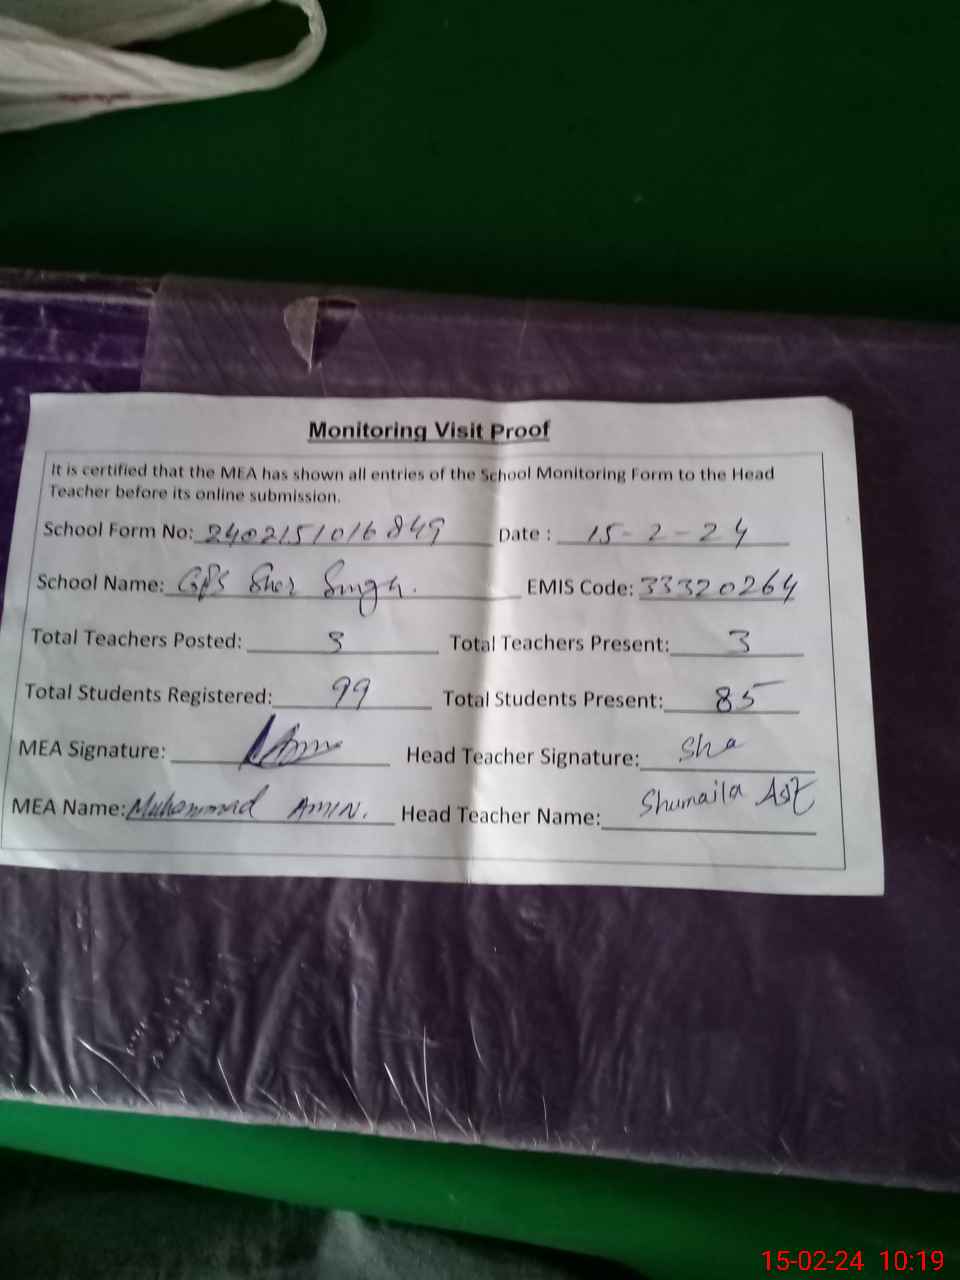 Monitoring Visit Proof
It is certified that the MEA has shown all entries of the School Monitoring Form to the Head
Teacher before its online submission.
School Form No: 2402151016849 Date : 15-2-24
School Name: GPS Sher Singh. EMIS Code: 33320264
Total Teachers Posted: 3 Total Teachers Present: 3
Total Students Registered: 99 Total Students Present: 85
MEA Signature: Head Teacher Signature: Sha
MEA Name: Muhammad AMIN. Head Teacher Name: Shumaila
15-02-24 10:19